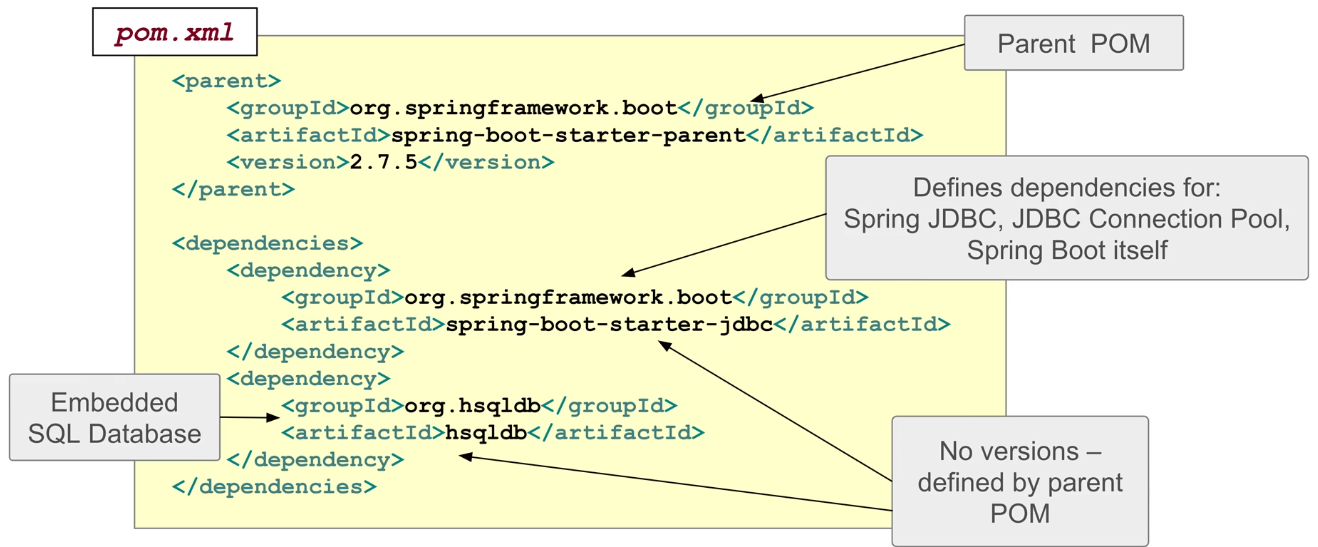 pom.xml
Parent POM
<parent>
<groupId>org.springframework.boot</groupId>
<artifactId>spring-boot-starter-parent</artifactId>
<version>2.7.5</version>
</parent>
Defines dependencies for:
Spring JDBC, JDBC Connection Pool,
Spring Boot itself
<dependencies>
<dependency>
<groupId>org.springframework.boot</groupId>
<artifactId>spring-boot-starter-jdbc</artifactId>
</dependency>
<dependency>
Embedded
SQL Database
<groupId>org.hsqldb</groupId>
<artifactId>hsqldb</artifactId>
</dependency>
</dependencies>
No versions –
defined by parent
POM